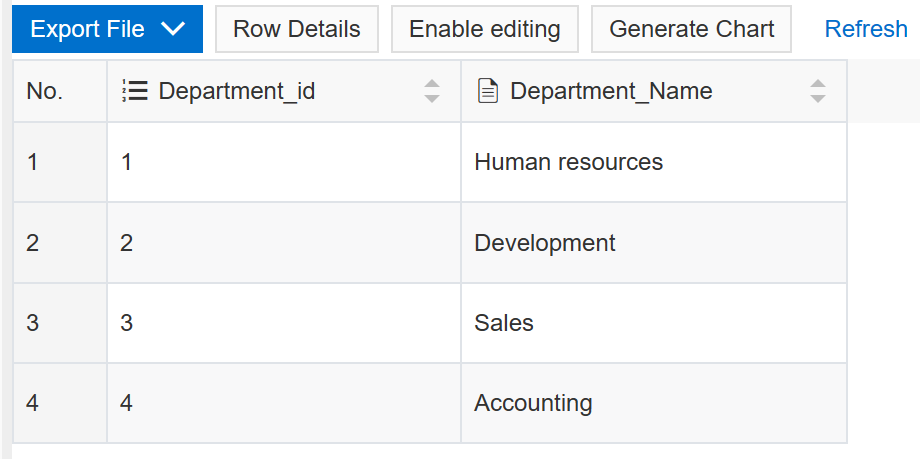 Export File Row Details Enable editing Generate Chart Refresh
No. Department_id Department_Name
1 1 Human resources
2 2 Development
3 3 Sales
4 4 Accounting